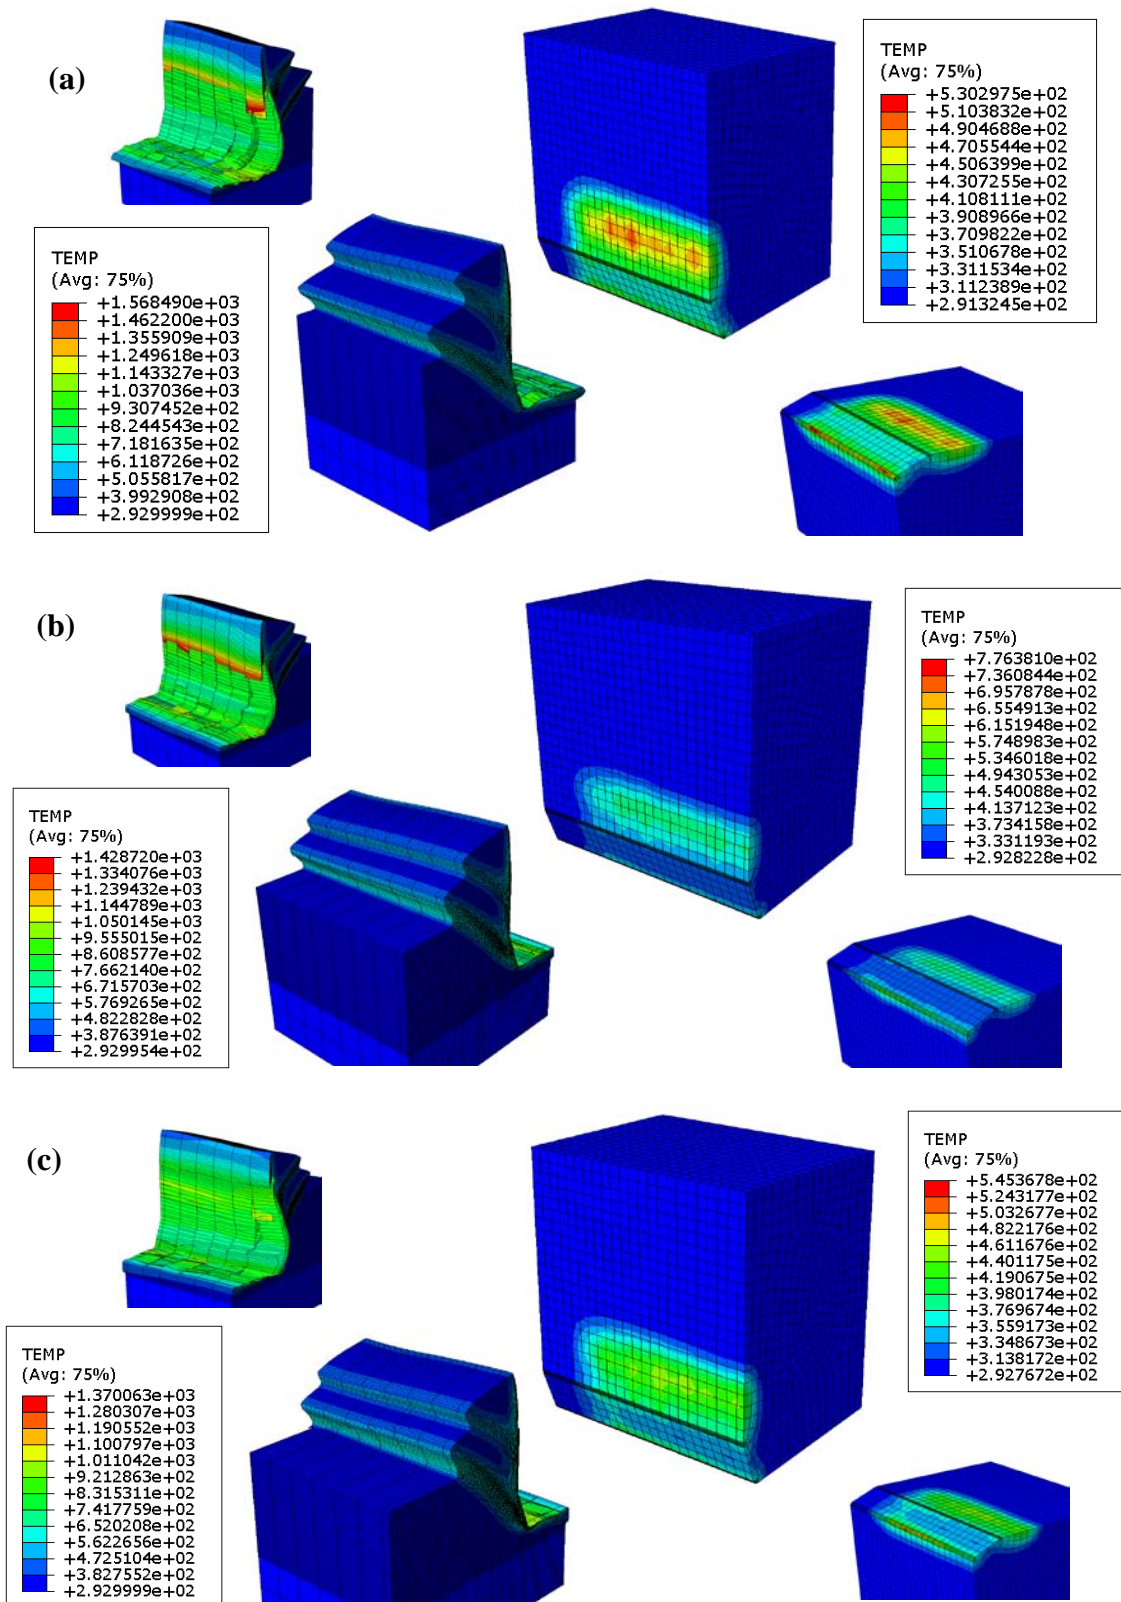 (a)
TEMP
(Avg: 75%)
+5.302975e+02
+5.103832e+02
+4.904688e+02
+4.705544e+02
+4.506399e+02
+4.307255e+02
+4.108111e+02
+3.908966e+02
+3.709822e+02
+3.510678e+02
+3.311534e+02
+3.112389e+02
+2.913245e+02
TEMP
(Avg: 75%)
+1.568490e+03
+1.462200e+03
+1.355909e+03
+1.249618e+03
+1.143327e+03
+1.037036e+03
+9.307452e+02
+8.244543e+02
+7.181635e+02
+6.118726e+02
+5.055817e+02
+3.992908e+02
+2.929999e+02
(b)
TEMP
(Avg: 75%)
+7.763810e+02
+7.360844e+02
+6.957878e+02
+6.554913e+02
+6.151948e+02
+5.748983e+02
+5.346018e+02
+4.943053e+02
+4.540088e+02
+4.137123e+02
+3.734158e+02
+3.331193e+02
+2.928228e+02
TEMP
(Avg: 75%)
+1.428720e+03
+1.334076e+03
+1.239432e+03
+1.144789e+03
+1.050145e+03
+9.555015e+02
+8.608577e+02
+7.662140e+02
+6.715703e+02
+5.769265e+02
+4.822828e+02
+3.876391e+02
+2.929954e+02
(c)
TEMP
(Avg: 75%)
+5.453678e+02
+5.243177e+02
+5.032677e+02
+4.822176e+02
+4.611676e+02
+4.401175e+02
+4.190675e+02
+3.980174e+02
+3.769674e+02
+3.559173e+02
+3.348673e+02
+3.138172e+02
+2.927672e+02
TEMP
(Avg: 75%)
+1.370063e+03
+1.280307e+03
+1.190552e+03
+1.100797e+03
+1.011042e+03
+9.212863e+02
+8.315311e+02
+7.417759e+02
+6.520208e+02
+5.622656e+02
+4.725104e+02
+3.827552e+02
+2.929999e+02